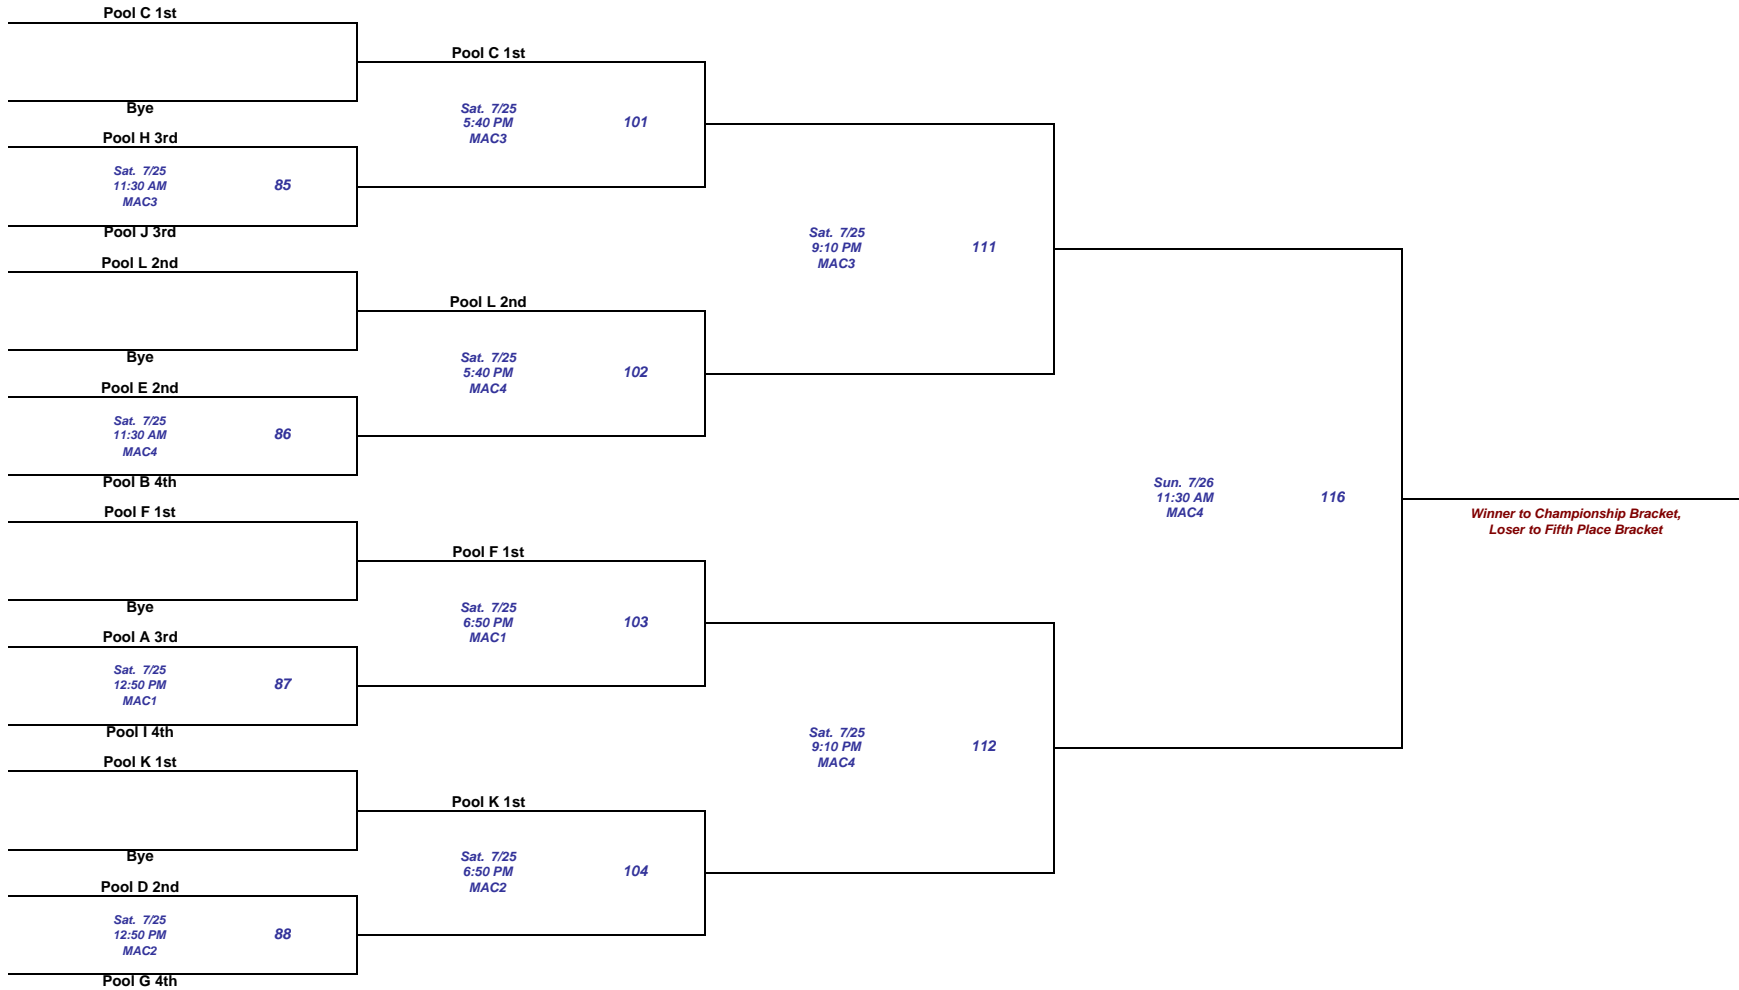 Pool C 1st
Pool C 1st
Bye
Sat. 7/25
5:40 PM
MAC3
101
Pool H 3rd
Sat. 7/25
11:30 AM
MAC3
85
Pool J 3rd
Sat. 7/25
9:10 PM
MAC3
111
Pool L 2nd
Pool L 2nd
Bye
Sat. 7/25
5:40 PM
MAC4
102
Pool E 2nd
Sat. 7/25
11:30 AM
MAC4
86
Pool B 4th
Sun. 7/26
11:30 AM
MAC4
116
Winner to Championship Bracket,
Loser to Fifth Place Bracket
Pool F 1st
Pool F 1st
Bye
Sat. 7/25
6:50 PM
MAC1
103
Pool A 3rd
Sat. 7/25
12:50 PM
MAC1
87
Pool I 4th
Sat. 7/25
9:10 PM
MAC4
112
Pool K 1st
Pool K 1st
Bye
Sat. 7/25
6:50 PM
MAC2
104
Pool D 2nd
Sat. 7/25
12:50 PM
MAC2
88
Pool G 4th